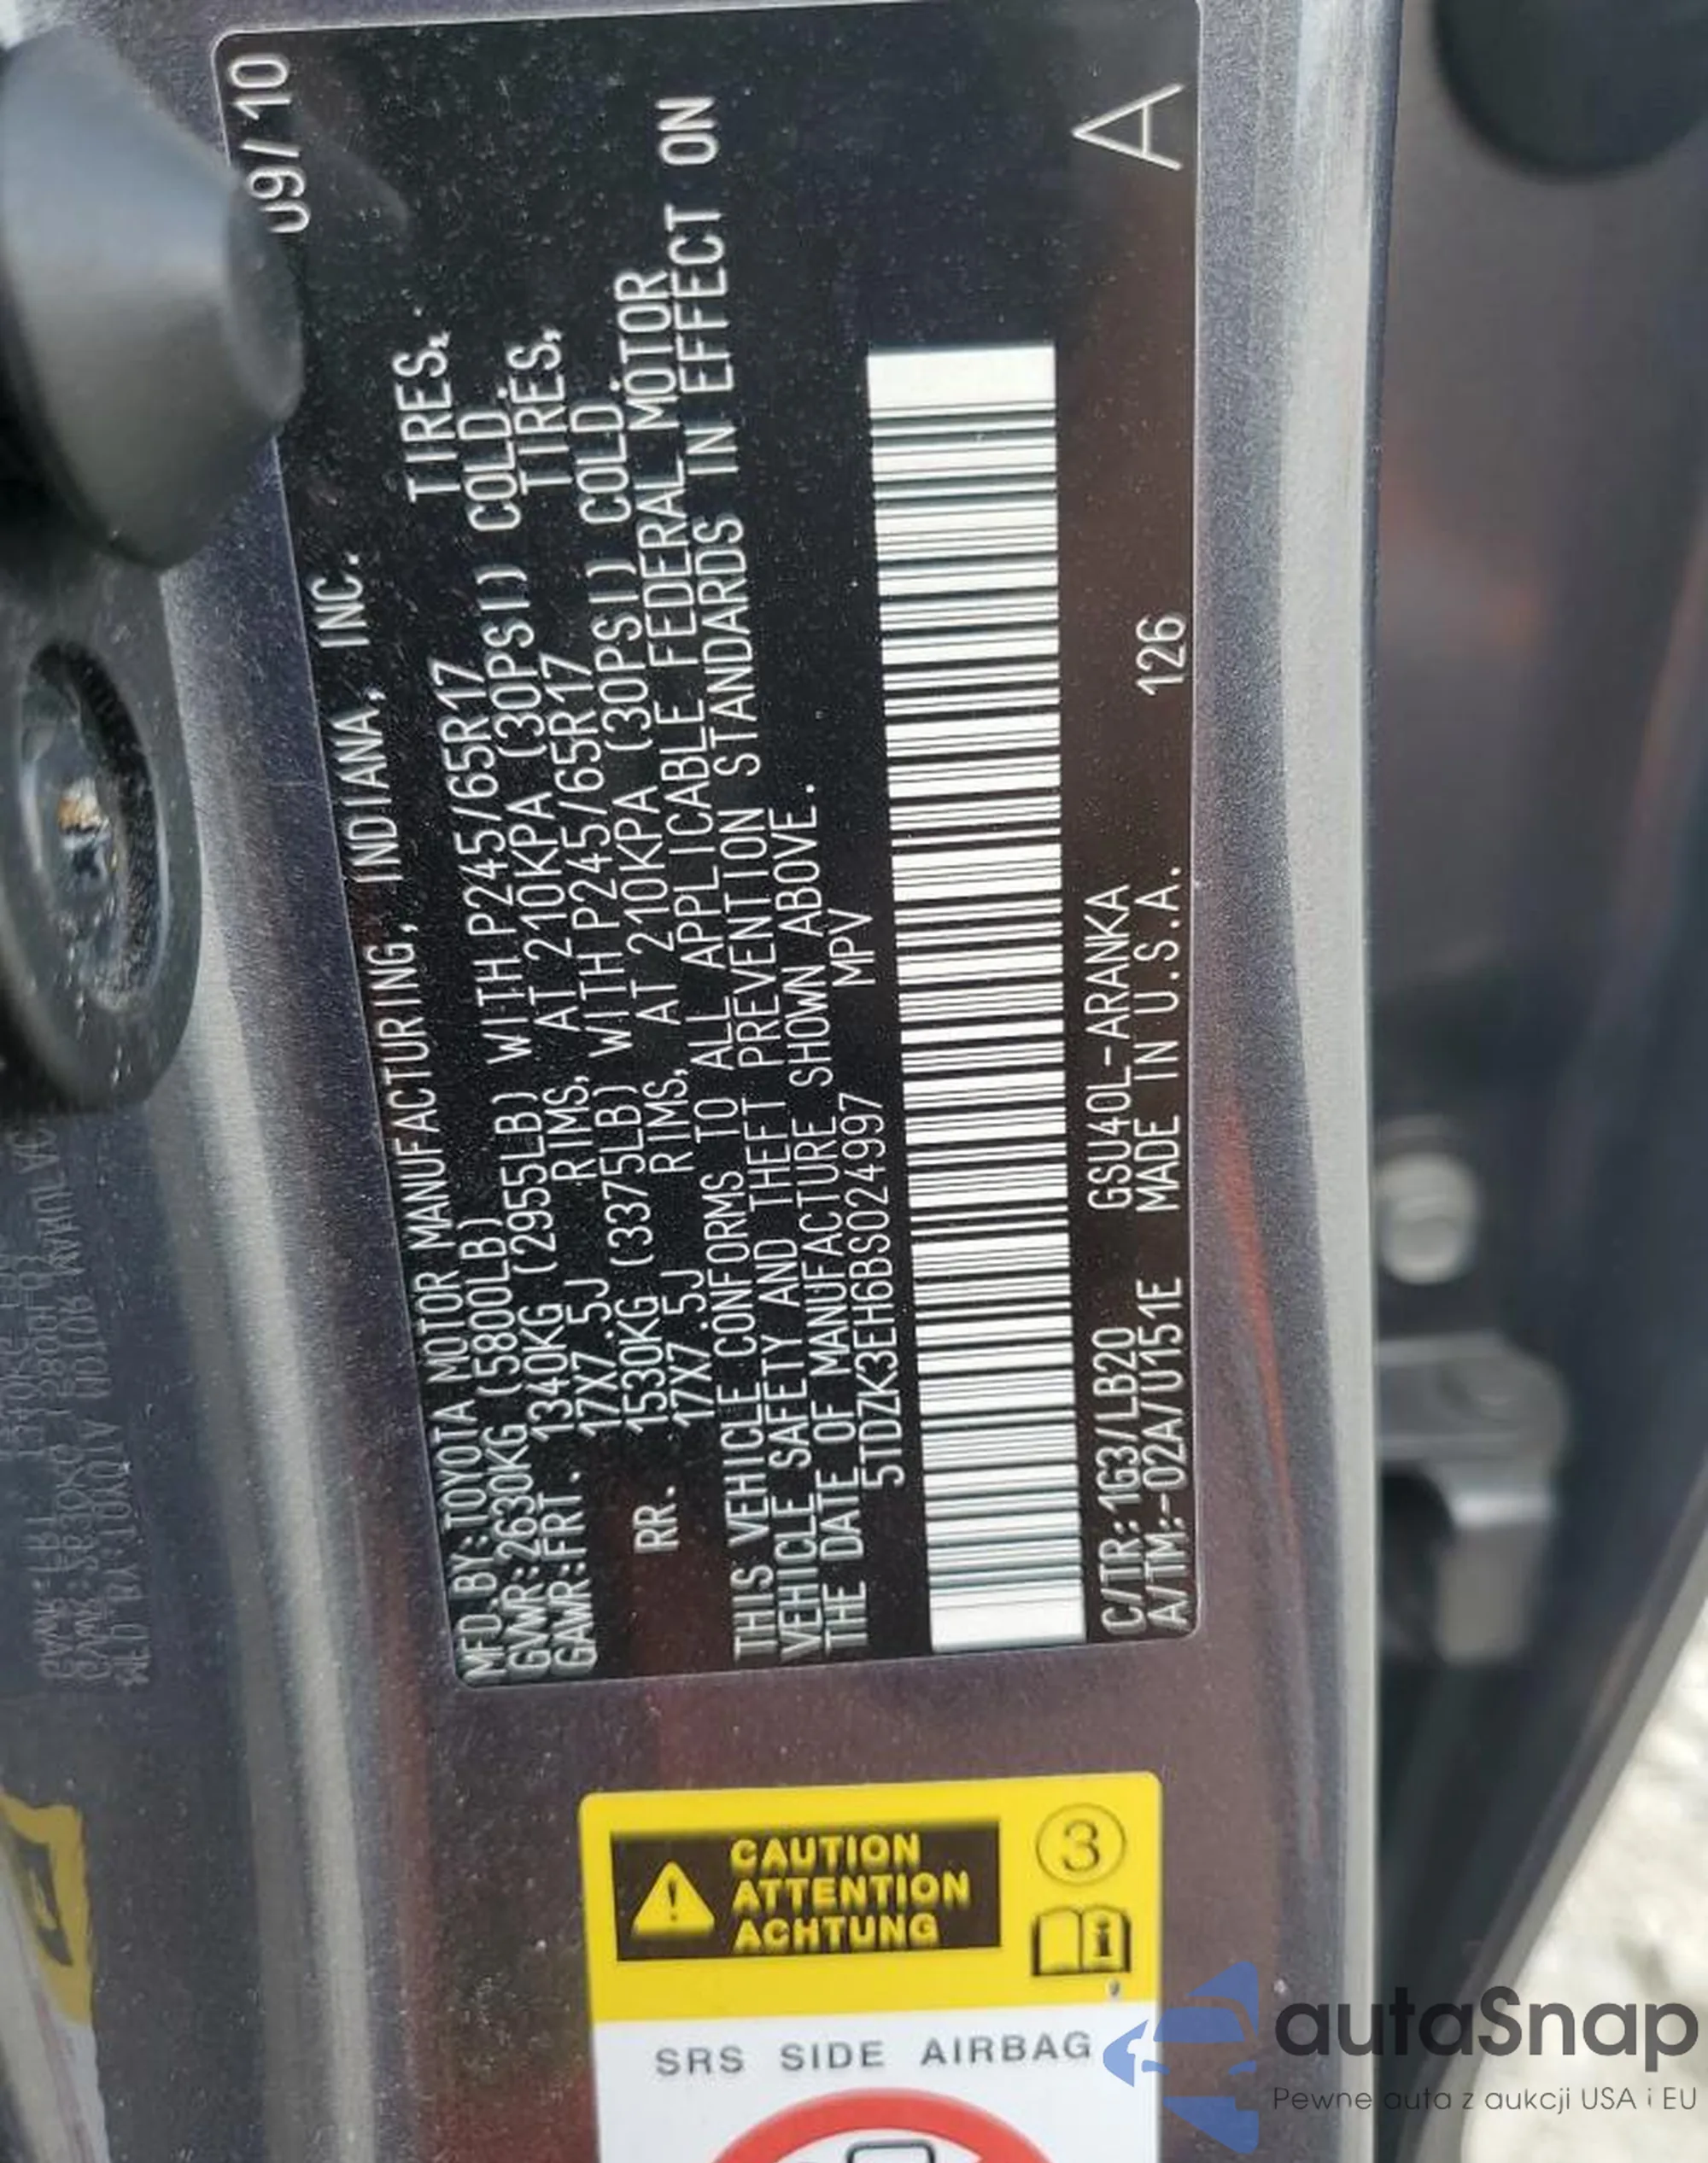 09/10
MFD.BY:TOYOTA MOTOR MANUFACTURING, INDIANA, INC.
GVWR:2630KG (5800LB)
GAWR:FRT. 1340KG (2955LB) WITH P245/65R17 TIRES,
17X7.5J RIMS, AT 210KPA (30PSI) COLD.
RR. 1530KG (3375LB) WITH P245/65R17 TIRES,
17X7.5J RIMS, AT 210KPA (30PSI) COLD.
THIS VEHICLE CONFORMS TO ALL APPLICABLE FEDERAL MOTOR
VEHICLE SAFETY AND THEFT PREVENTION STANDARDS IN EFFECT ON
THE DATE OF MANUFACTURE SHOWN ABOVE.
5TDZK3EH6BS024997 MPV
C/TR:1G3/LB20 GSU40L-ARANKA
A/TM:-02A/U151E MADE IN U.S.A. 126 A
CAUTION
ATTENTION
ACHTUNG
3
SRS SIDE AIRBAG
autaSnap
Pewne auta z aukcji USA i EU